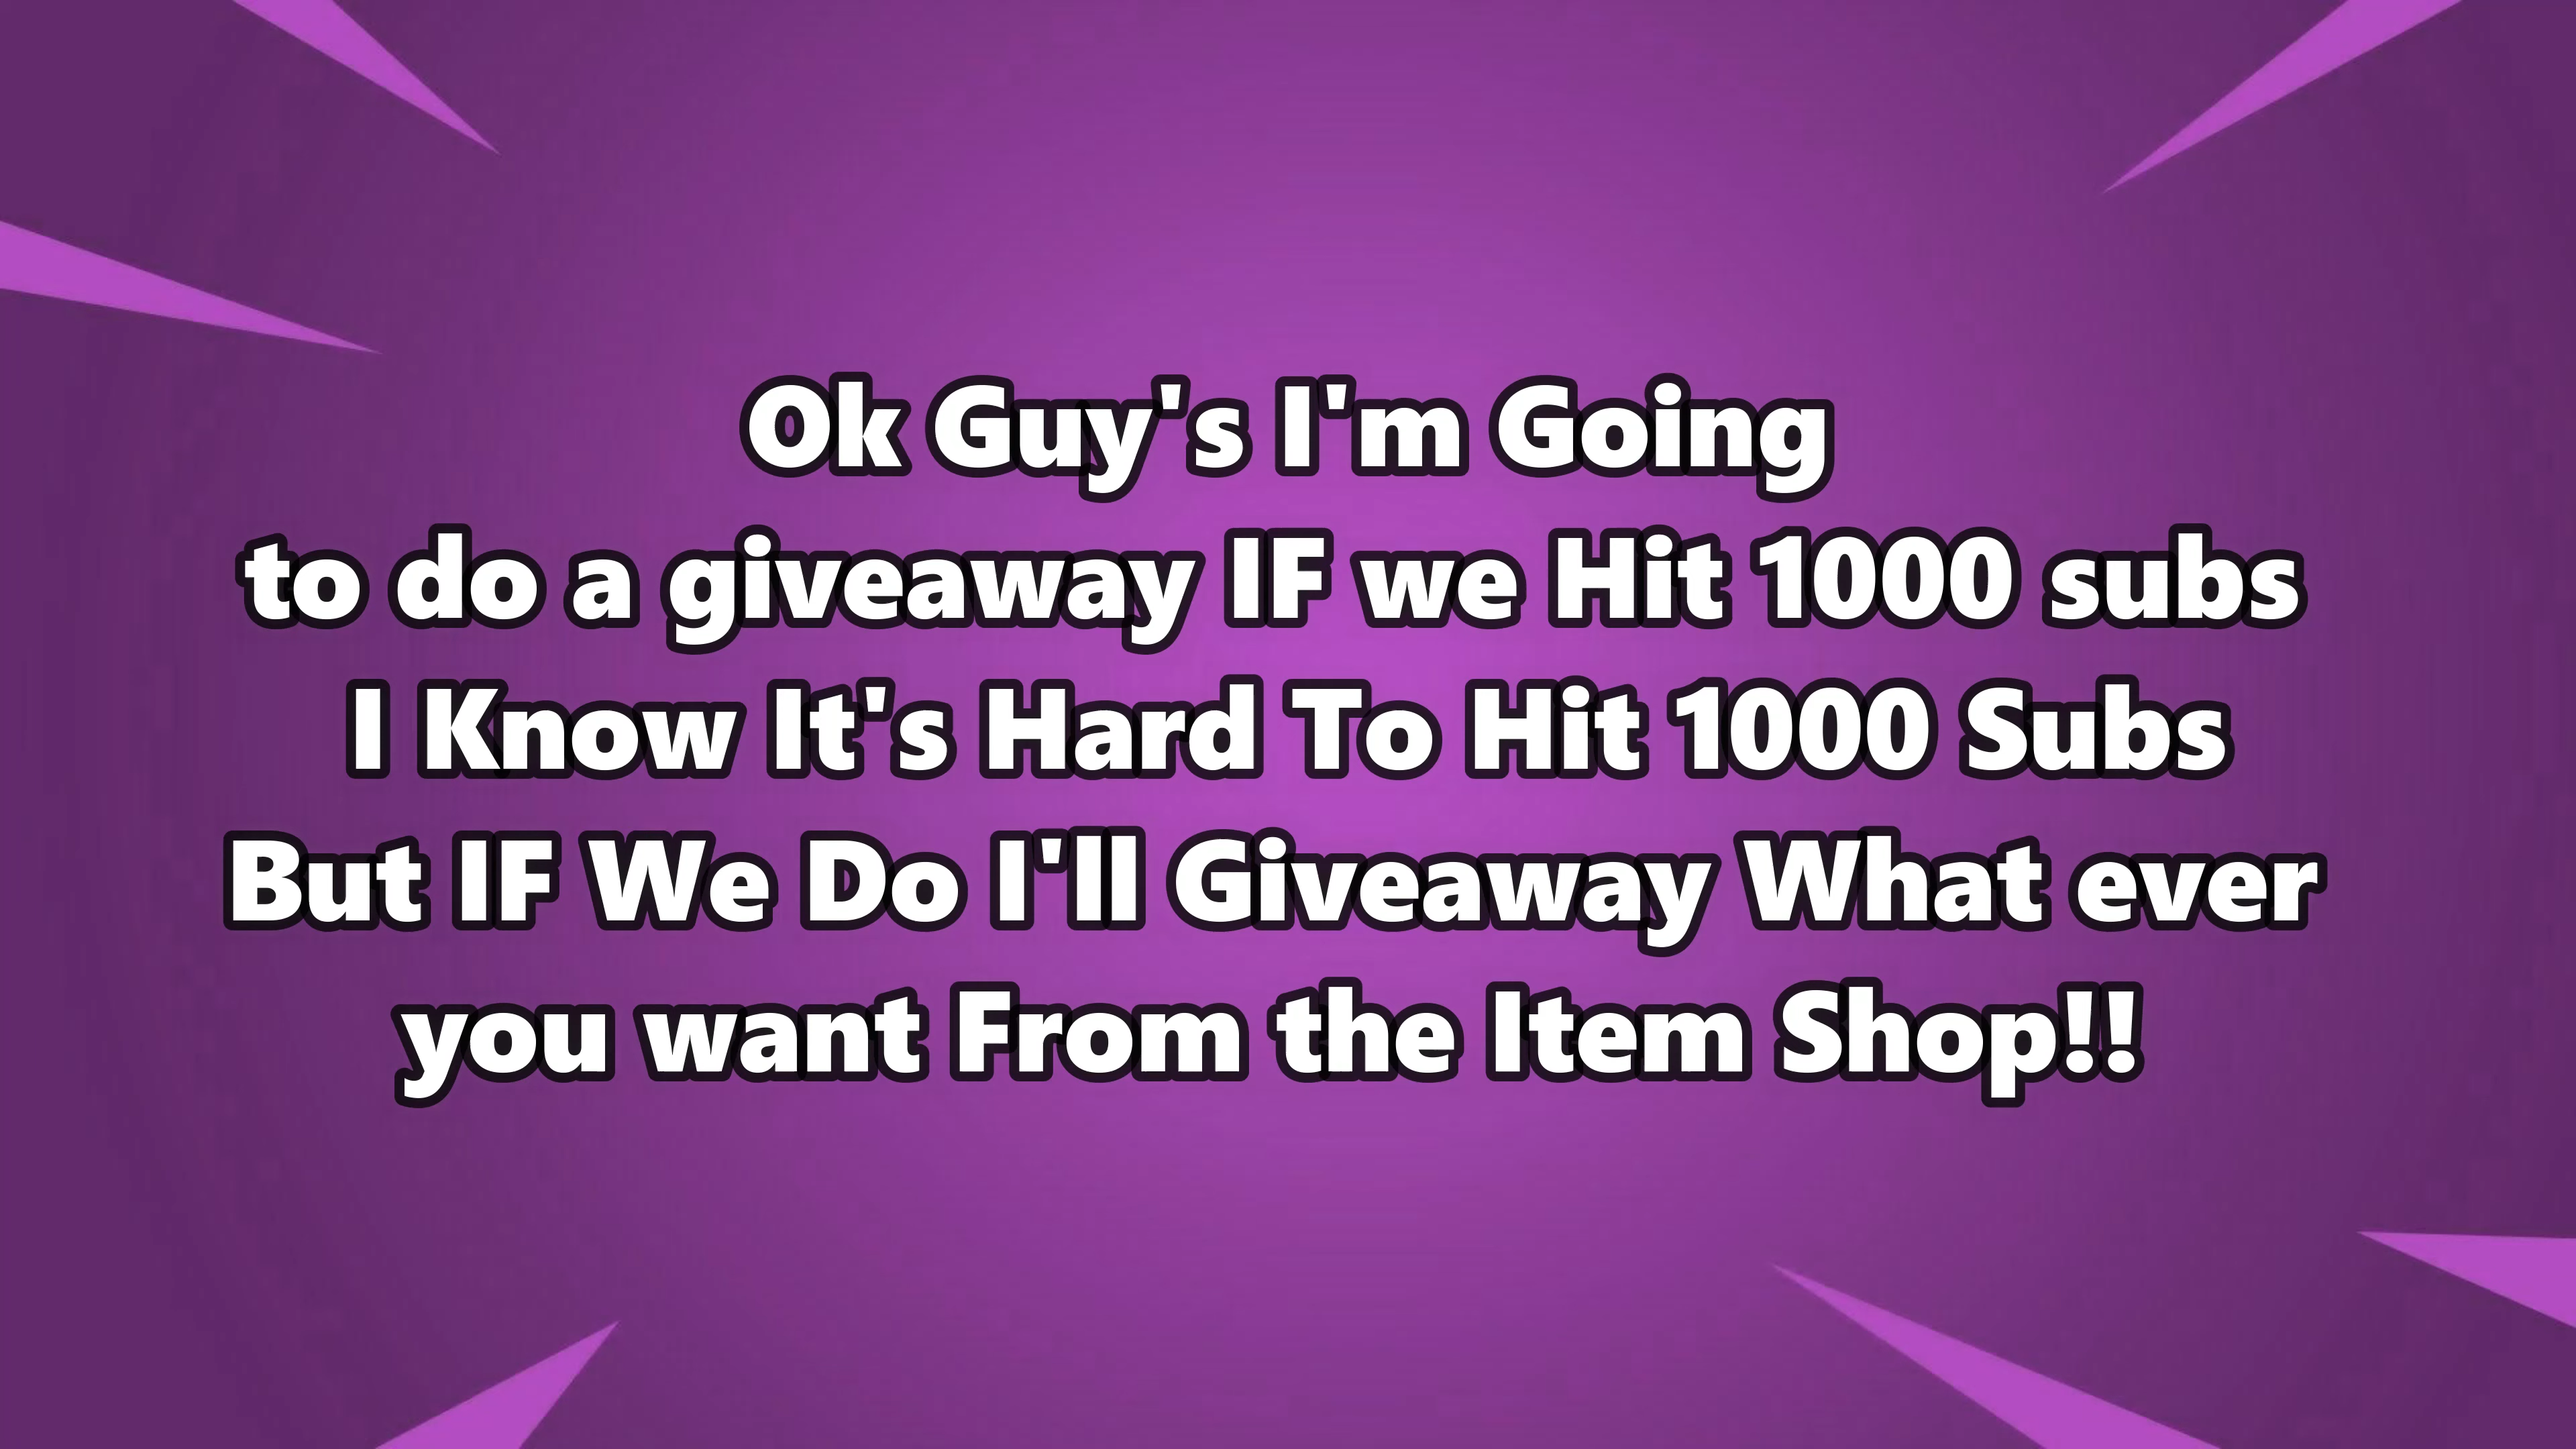 Ok Guy's I'm Going
to do a giveaway IF we Hit 1000 subs
I Know It's Hard To Hit 1000 Subs
But IF We Do I'll Giveaway What ever
you want From the Item Shop!!